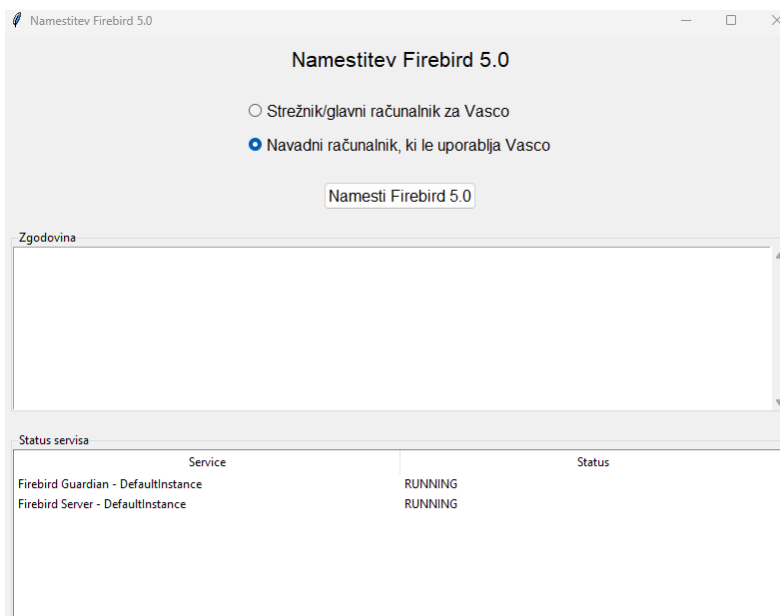 Namestitev Firebird 5.0
Namestitev Firebird 5.0
Strežnik/glavni računalnik za Vasco
Navadni računalnik, ki le uporablja Vasco
Namesti Firebird 5.0
Zgodovina
Status servisa
Service Status
Firebird Guardian - DefaultInstance RUNNING
Firebird Server - DefaultInstance RUNNING